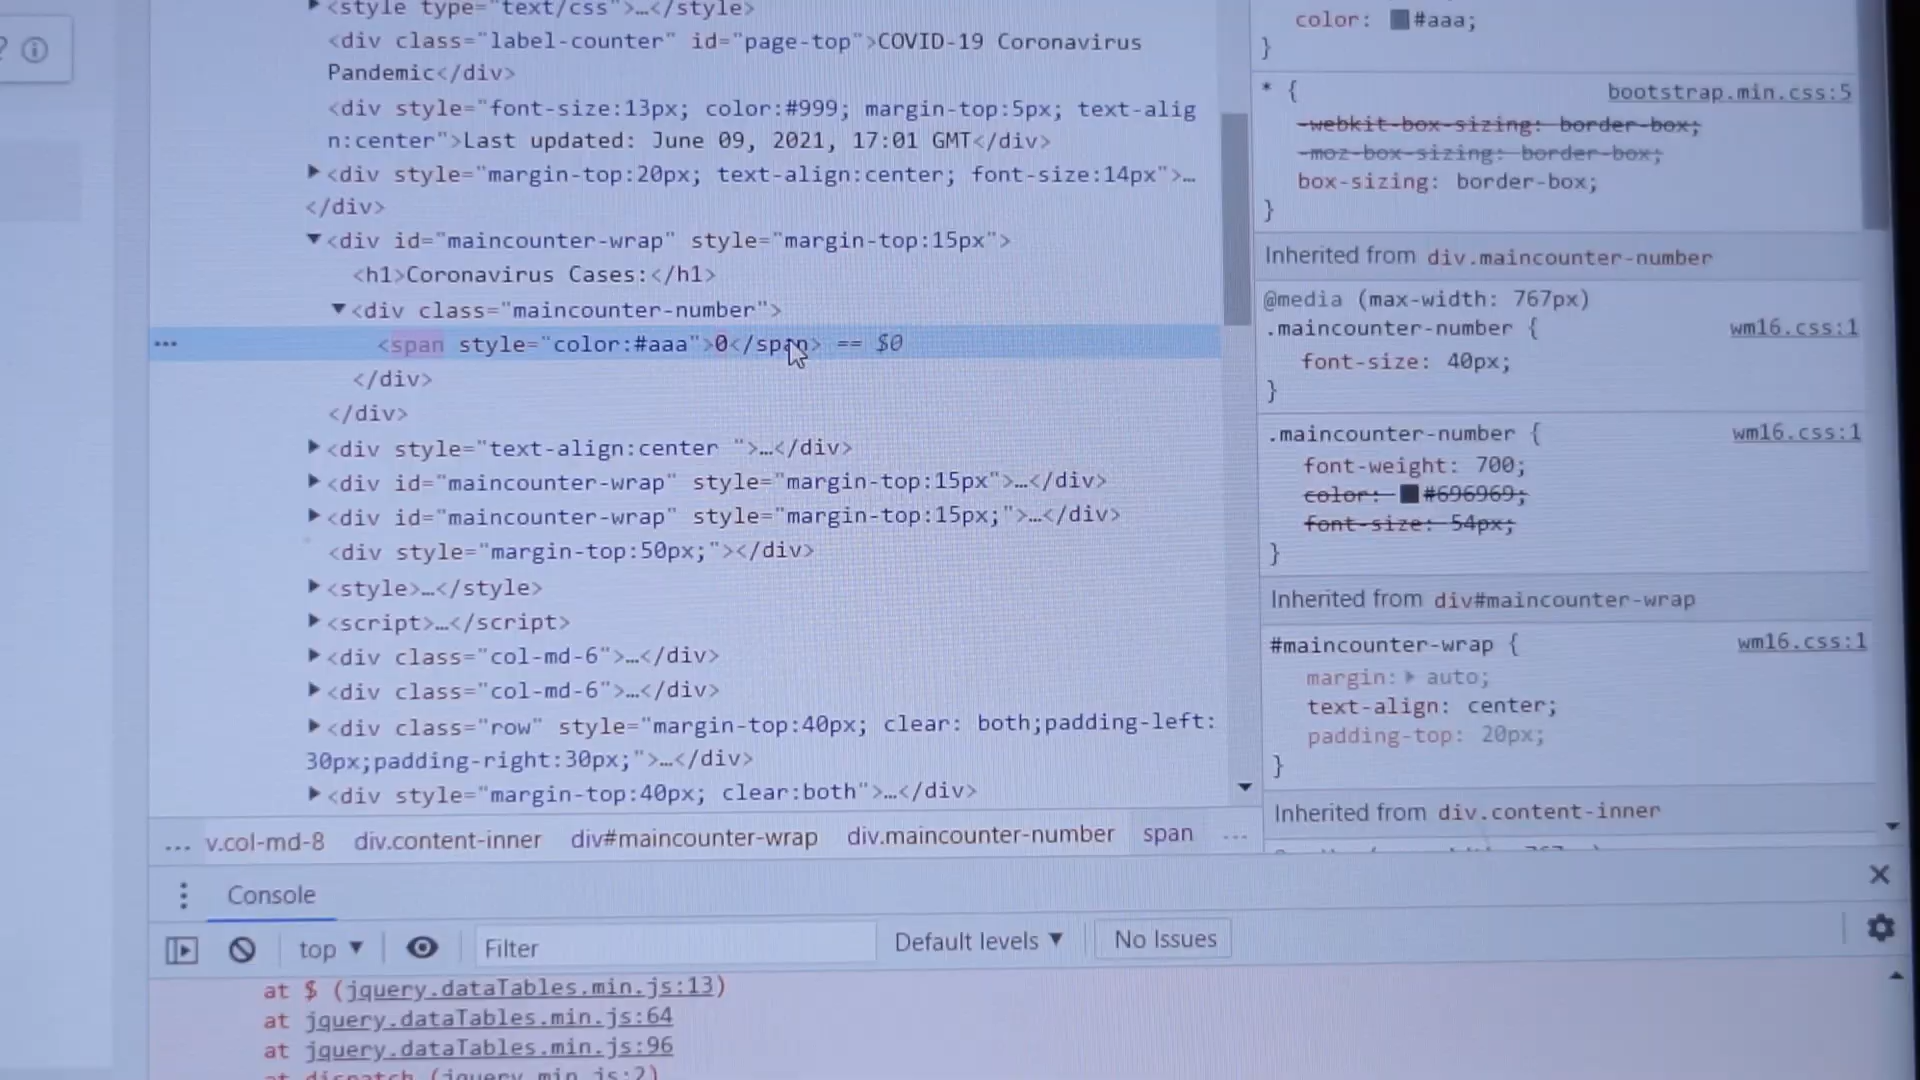 <style type="text/css">…</style>
<div class="label-counter" id="page-top">COVID-19 Coronavirus
Pandemic</div>
<div style="font-size:13px; color:#999; margin-top:5px; text-alig
n:center">Last updated: June 09, 2021, 17:01 GMT</div>
<div style="margin-top:20px; text-align:center; font-size:14px">…
</div>
<div id="maincounter-wrap" style="margin-top:15px">
<h1>Coronavirus Cases:</h1>
<div class="maincounter-number">
<span style="color:#aaa">0</span> == $0
</div>
</div>
<div style="text-align:center ">…</div>
<div id="maincounter-wrap" style="margin-top:15px">…</div>
<div id="maincounter-wrap" style="margin-top:15px;">…</div>
<div style="margin-top:50px;"></div>
<style>…</style>
<script>…</script>
<div class="col-md-6">…</div>
<div class="col-md-6">…</div>
<div class="row" style="margin-top:40px; clear: both;padding-left:
30px;padding-right:30px;">…</div>
<div style="margin-top:40px; clear:both">…</div>
... v.col-md-8 div.content-inner div#maincounter-wrap div.maincounter-number span ...
color: #aaa;
}
* { bootstrap.min.css:5
-webkit-box-sizing: border-box;
-moz-box-sizing: border-box;
box-sizing: border-box;
}
Inherited from div.maincounter-number
@media (max-width: 767px)
.maincounter-number { wm16.css:1
font-size: 40px;
}
.maincounter-number { wm16.css:1
font-weight: 700;
color: #696969;
font-size: 54px;
}
Inherited from div#maincounter-wrap
#maincounter-wrap { wm16.css:1
margin: auto;
text-align: center;
padding-top: 20px;
}
Inherited from div.content-inner
Console
top Filter Default levels No Issues
at $ (jquery.dataTables.min.js:13)
at jquery.dataTables.min.js:64
at jquery.dataTables.min.js:96
at dispatch (jquery.min.js:2)